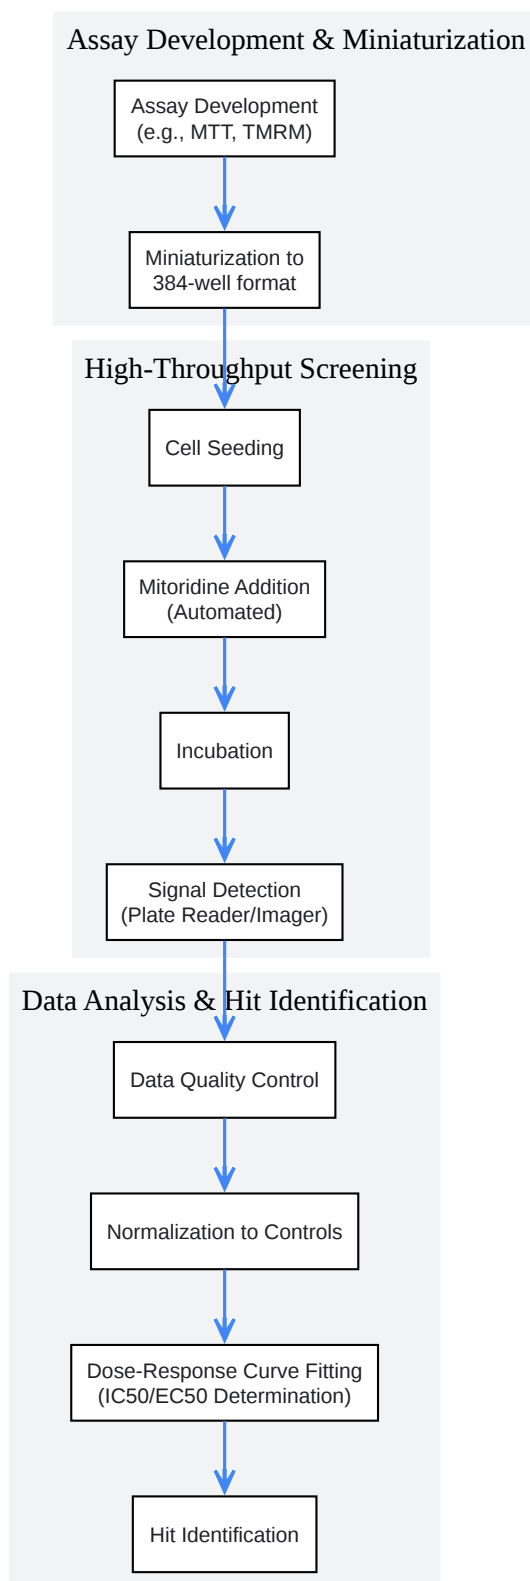 Assay Development & Miniaturization
Assay Development
(e.g., MTT, TMRM)
Miniaturization to
384-well format
High-Throughput Screening
Cell Seeding
Mitoridine Addition
(Automated)
Incubation
Signal Detection
(Plate Reader/Imager)
Data Analysis & Hit Identification
Data Quality Control
Normalization to Controls
Dose-Response Curve Fitting
(IC50/EC50 Determination)
Hit Identification